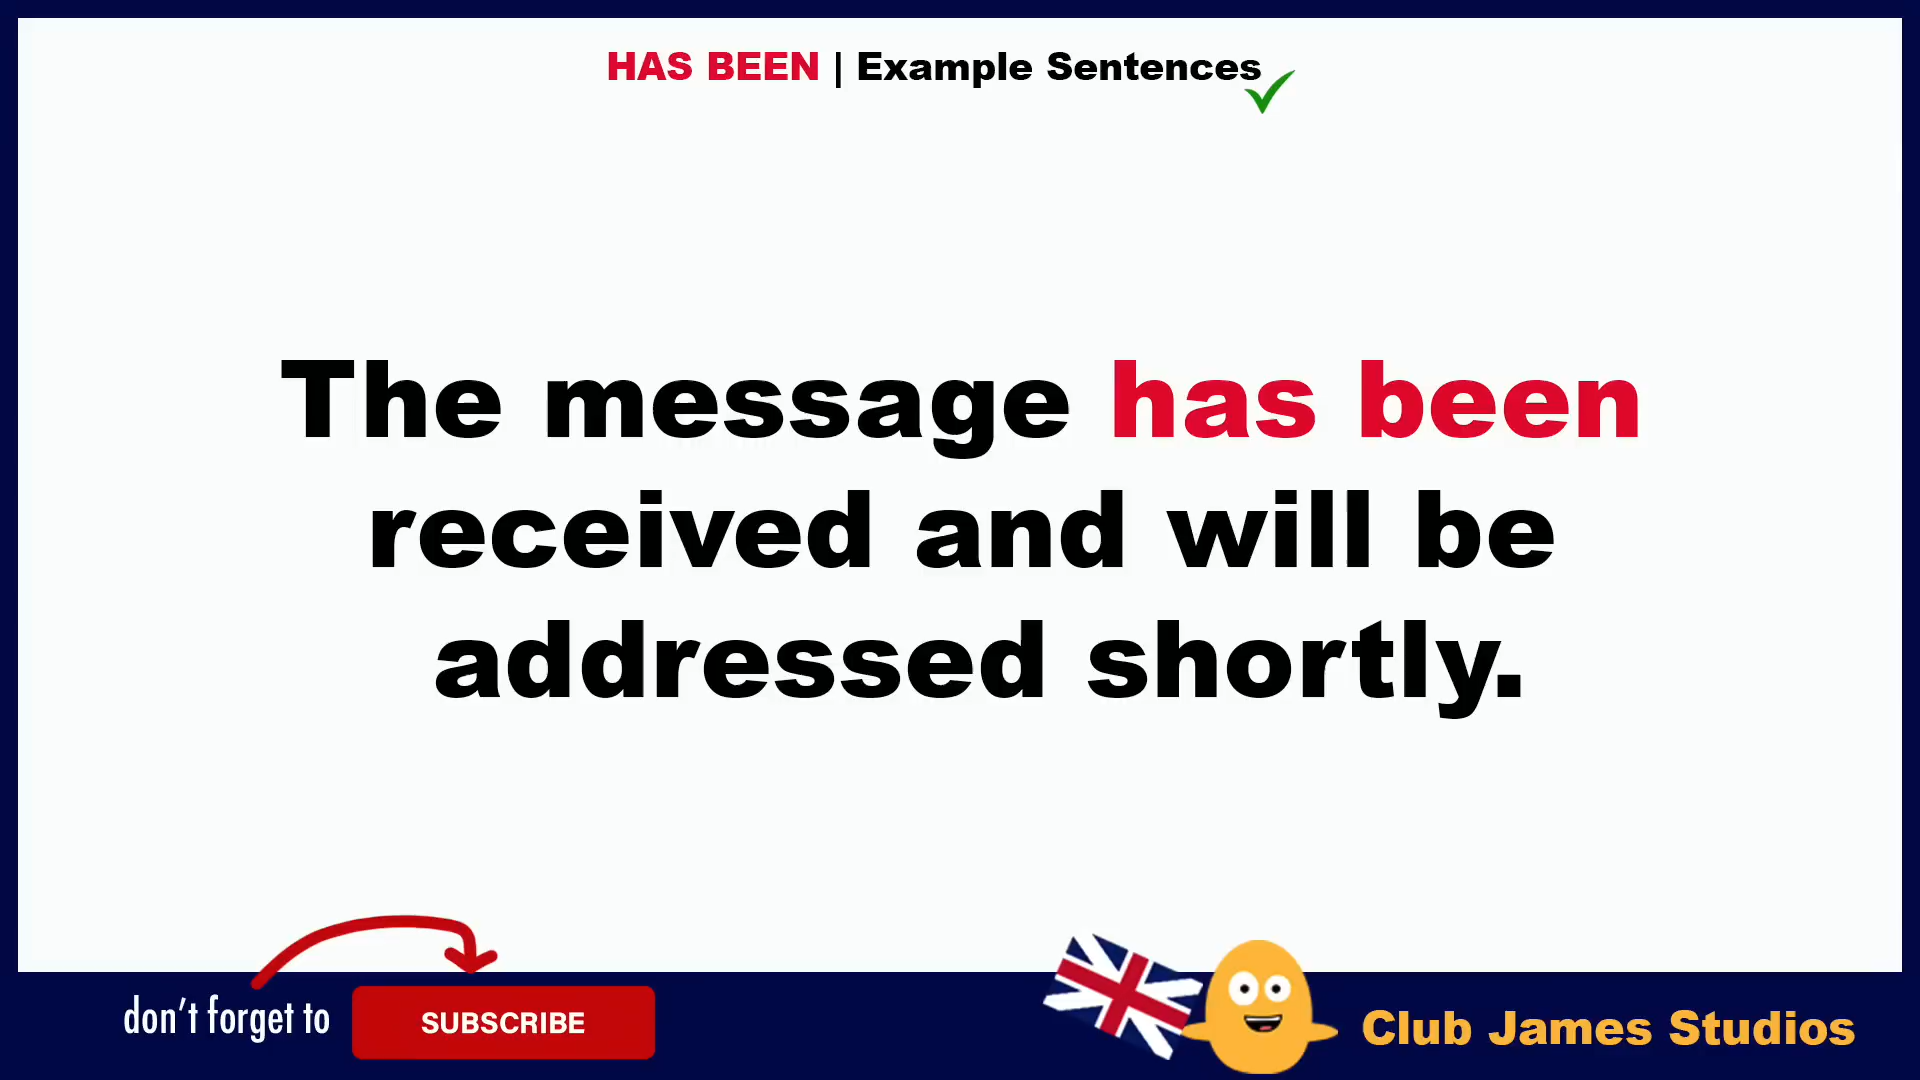 HAS BEEN | Example Sentences
The message has been
received and will be
addressed shortly.
don't forget to
SUBSCRIBE
Club James Studios